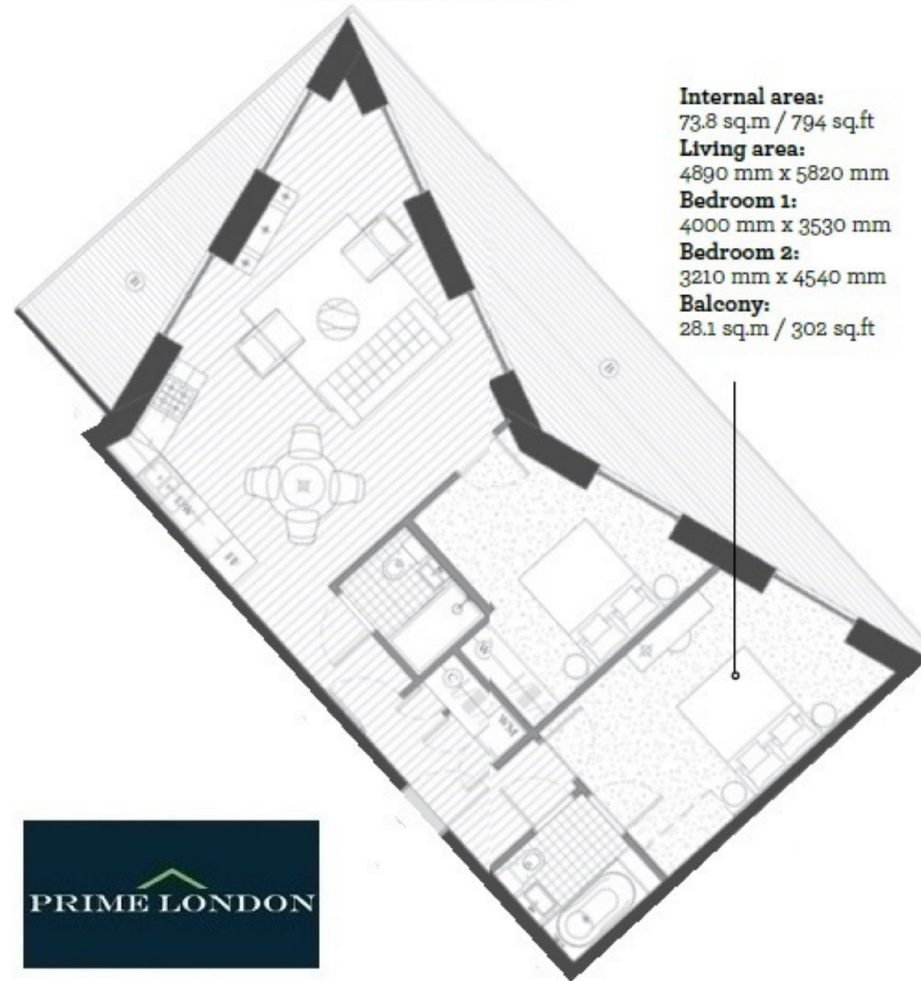 Internal area:
73.8 sq.m / 794 sq.ft
Living area:
4890 mm x 5820 mm
Bedroom 1:
4000 mm x 3530 mm
Bedroom 2:
3210 mm x 4540 mm
Balcony:
28.1 sq.m / 302 sq.ft
B
B
W
C
WM
PRIME LONDON